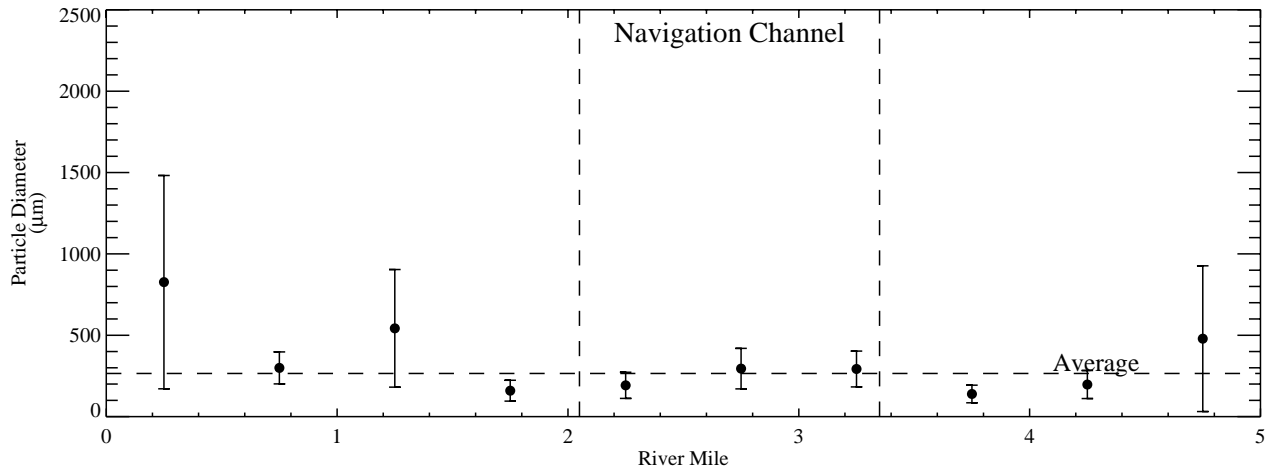 2500
Navigation Channel
2000
1500
Particle Diameter
(μm)
1000
500
Average
0
0 1 2 3 4 5
River Mile